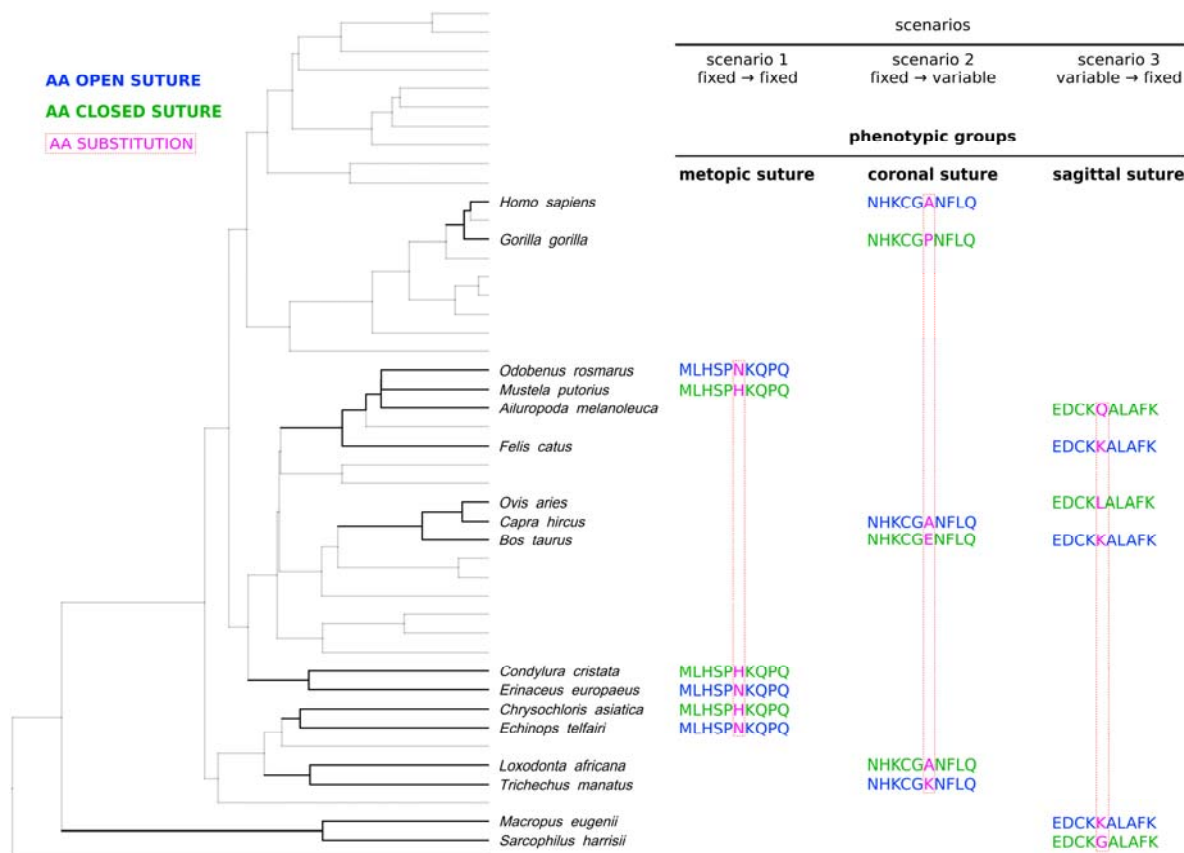 scenarios
scenario 1 scenario 2 scenario 3
fixed → fixed fixed → variable variable → fixed
AA OPEN SUTURE
AA CLOSED SUTURE
AA SUBSTITUTION
phenotypic groups
metopic suture coronal suture sagittal suture
Homo sapiens NHKCGANFLQ
Gorilla gorilla NHKCGPNFLQ
Odobenus rosmarus MLHSPNKQPQ
Mustela putorius MLHSPHKQPQ
Ailuropoda melanoleuca EDCKQALAFK
Felis catus EDCKKALAFK
Ovis aries EDCKLALAFK
Capra hircus NHKCGANFLQ
Bos taurus NHKCGENFLQ EDCKKALAFK
Condylura cristata MLHSPHKQPQ
Erinaceus europaeus MLHSPNKQPQ
Chrysochloris asiatica MLHSPHKQPQ
Echinops telfairi MLHSPNKQPQ
Loxodonta africana NHKCGANFLQ
Trichechus manatus NHKCGKNFLQ
Macropus eugenii EDCKKALAFK
Sarcophilus harrisii EDCKGALAFK